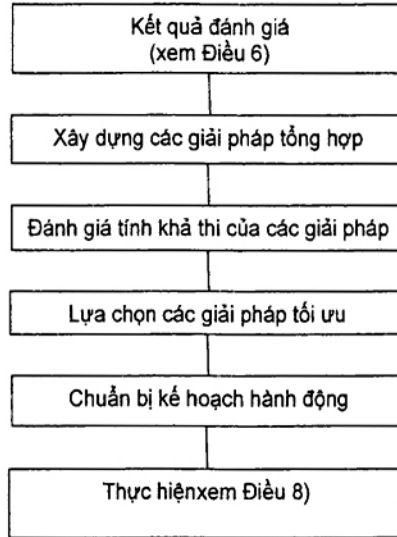 Kết quả đánh giá
(xem Điều 6)
Xây dựng các giải pháp tổng hợp
Đánh giá tính khả thi của các giải pháp
Lựa chọn các giải pháp tối ưu
Chuẩn bị kế hoạch hành động
Thực hiệnxem Điều 8)